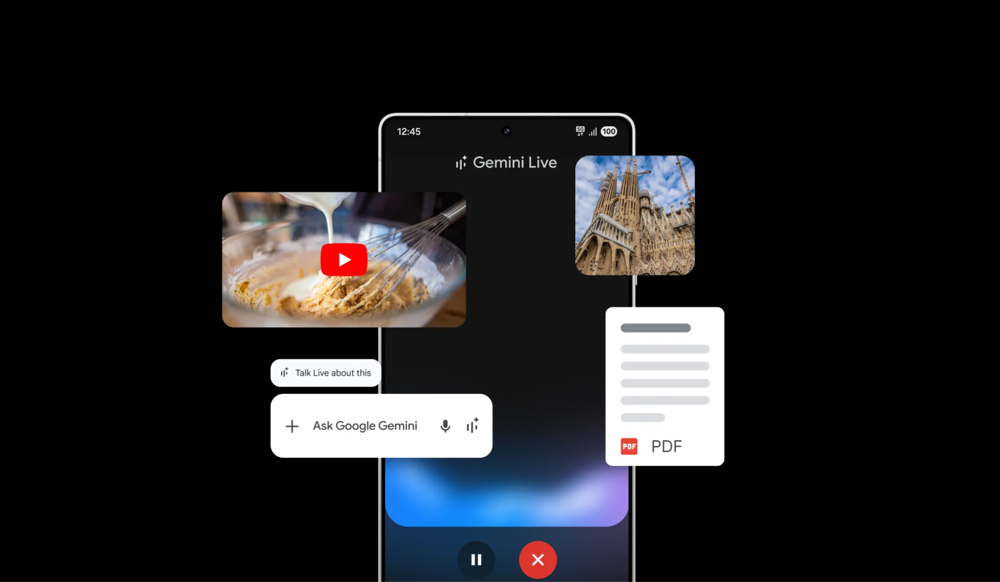 12:45
5G
100
Gemini Live
Talk Live about this
Ask Google Gemini
PDF PDF